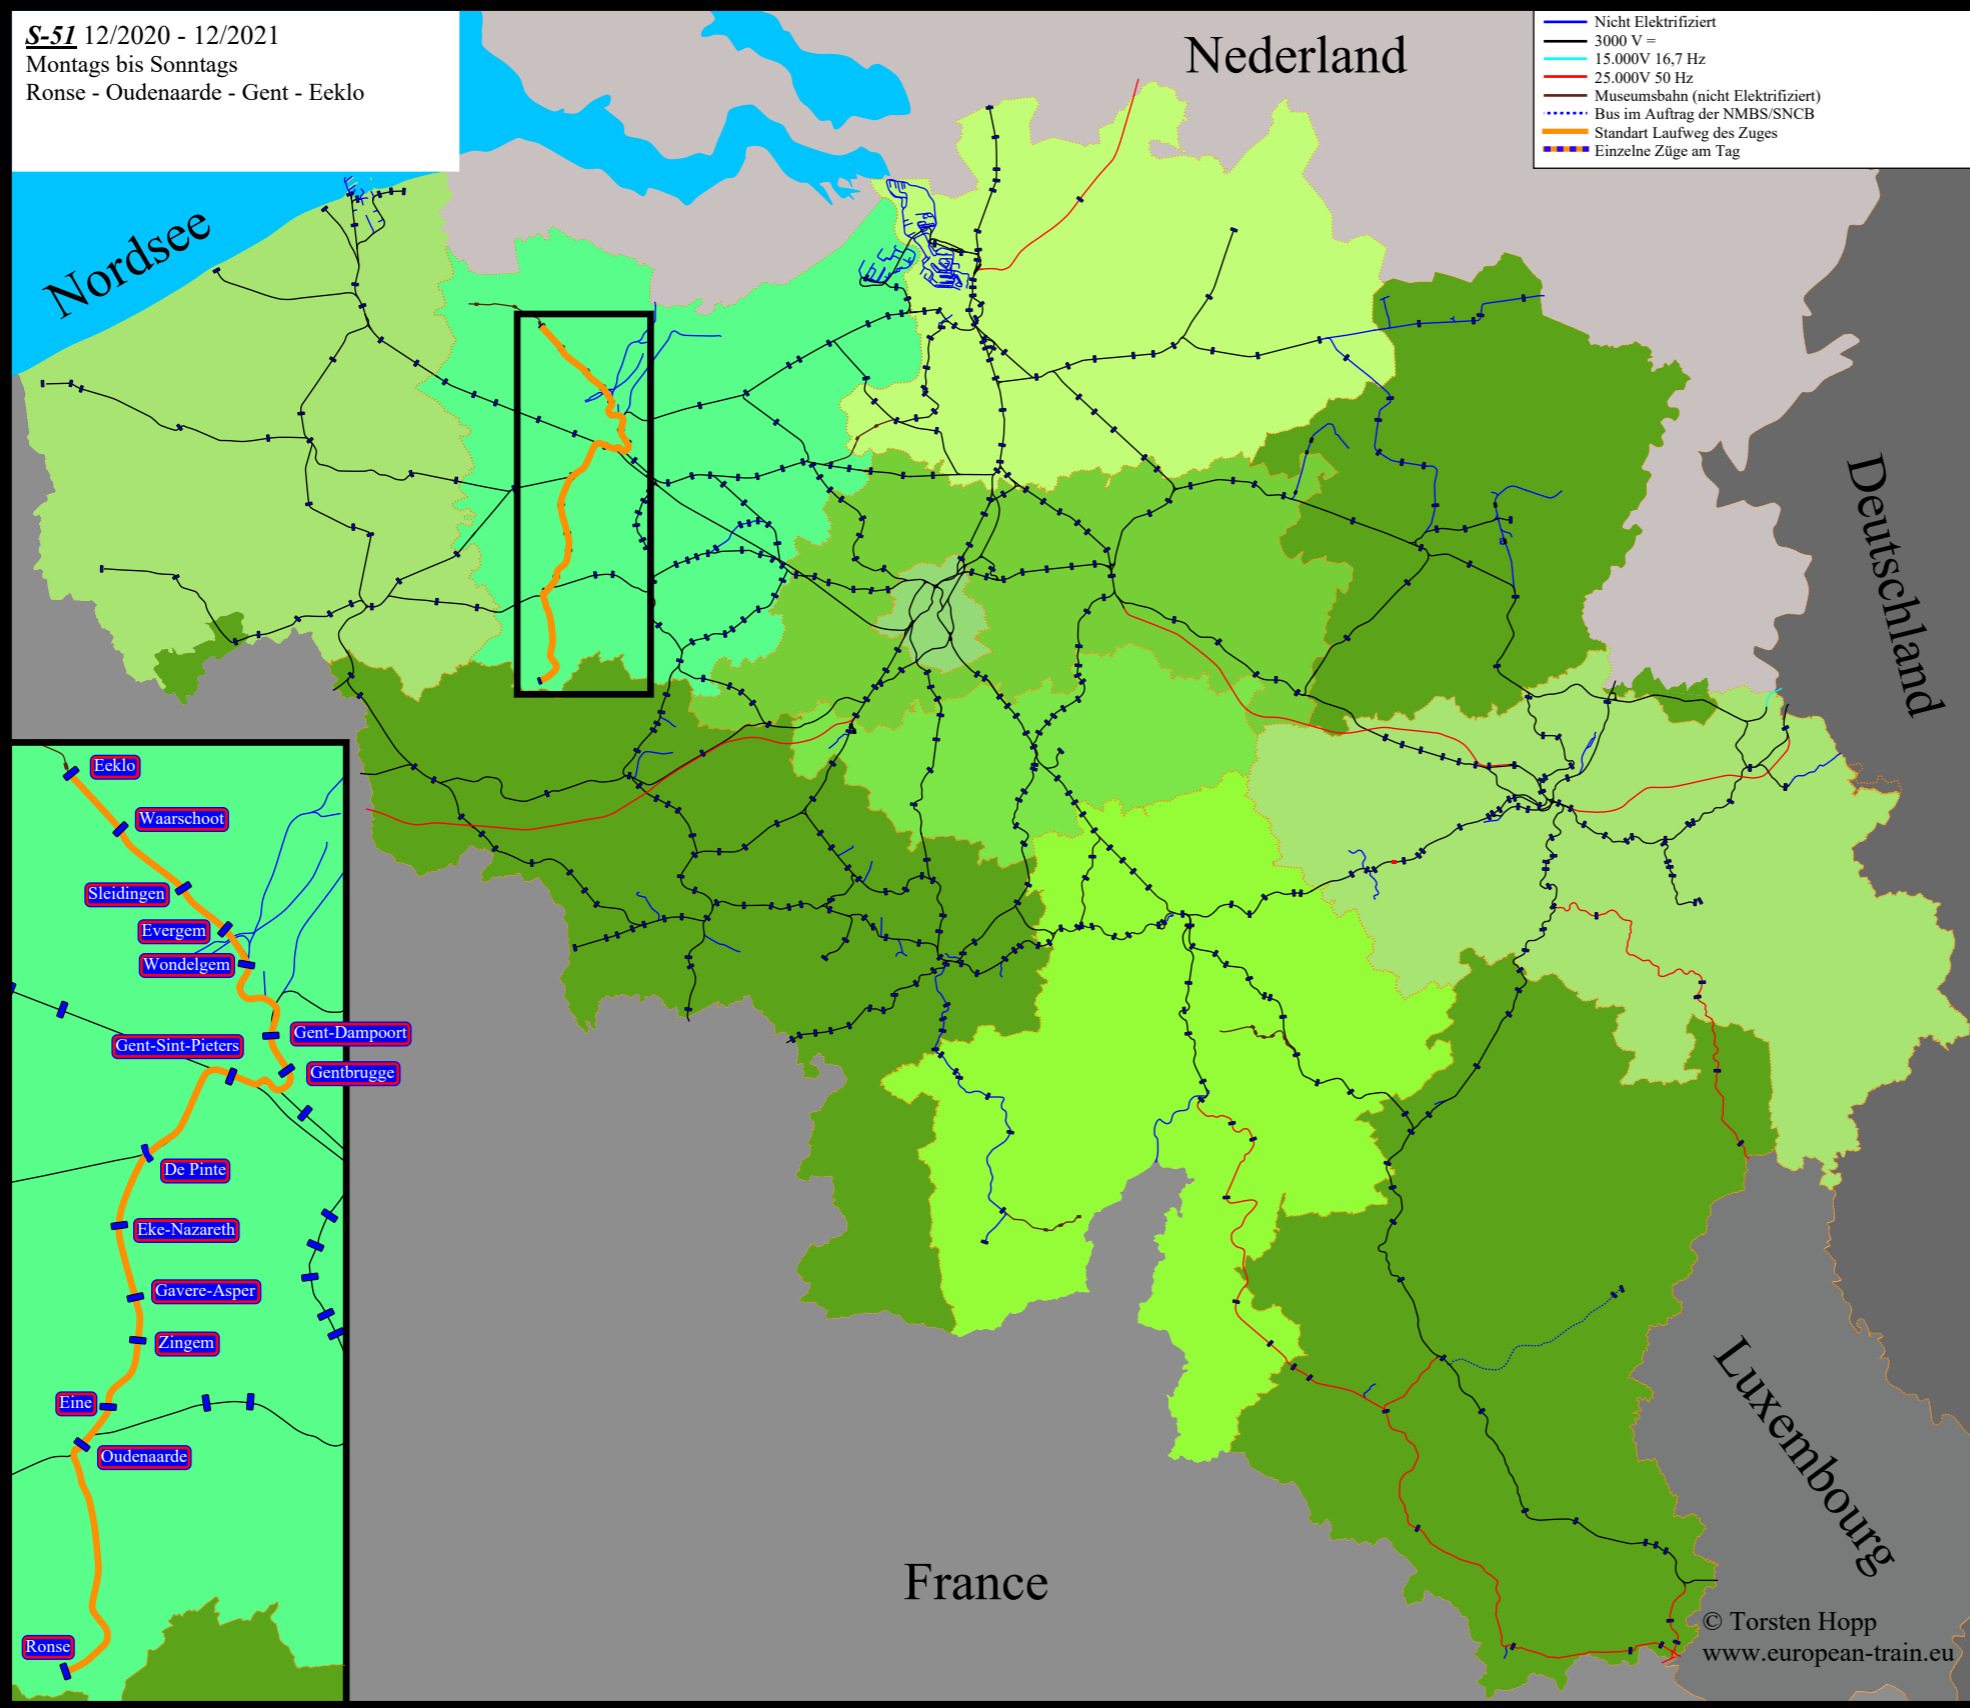 S-51 12/2020 - 12/2021
Montags bis Sonntags
Ronse - Oudenaarde - Gent - Eeklo
Nicht Elektrifiziert
3000 V =
15.000V 16,7 Hz
25.000V 50 Hz
Museumsbahn (nicht Elektrifiziert)
Bus im Auftrag der NMBS/SNCB
Standart Laufweg des Zuges
Einzelne Züge am Tag
Nederland
Nordsee
Deutschland
Luxembourg
France
Eeklo
Waarschoot
Sleidingen
Evergem
Wondelgem
Gent-Dampoort
Gent-Sint-Pieters
Gentbrugge
De Pinte
Eke-Nazareth
Gavere-Asper
Zingem
Eine
Oudenaarde
Ronse
© Torsten Hopp
www.european-train.eu